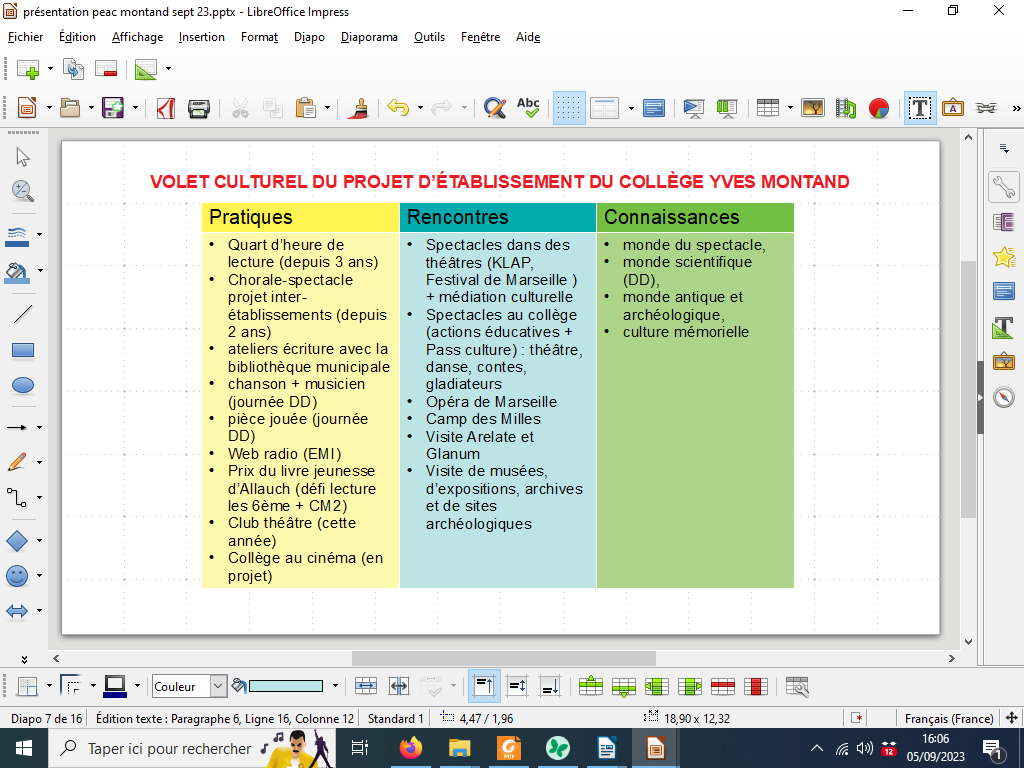 présentation peac montand sept 23.pptx - LibreOffice Impress
Fichier Édition Affichage Insertion Format Diapo Diaporama Outils Fenêtre Aide
Abc
T
A
»
VOLET CULTUREL DU PROJET D’ÉTABLISSEMENT DU COLLÈGE YVES MONTAND
Pratiques
• Quart d’heure de
lecture (depuis 3 ans)
• Chorale-spectacle
projet inter-
établissements (depuis
2 ans)
• ateliers écriture avec la
bibliothèque municipale
• chanson + musicien
(journée DD)
• pièce jouée (journée
DD)
• Web radio (EMI)
• Prix du livre jeunesse
d’Allauch (défi lecture
les 6ème + CM2)
• Club théâtre (cette
année)
• Collège au cinéma (en
projet)
Rencontres
• Spectacles dans des
théâtres (KLAP,
Festival de Marseille )
+ médiation culturelle
• Spectacles au collège
(actions éducatives +
Pass culture) : théâtre,
danse, contes,
gladiateurs
• Opéra de Marseille
• Camp des Milles
• Visite Arelate et
Glanum
• Visite de musées,
d’expositions, archives
et de sites
archéologiques
Connaissances
• monde du spectacle,
• monde scientifique
(DD),
• monde antique et
archéologique,
• culture mémorielle
Couleur
Diapo 7 de 16 Édition texte : Paragraphe 6, Ligne 16, Colonne 12 Standard 1 4,47 / 1,96 18,90 x 12,32 Français (France)
Taper ici pour rechercher
PDF
12
16:06
05/09/2023
1